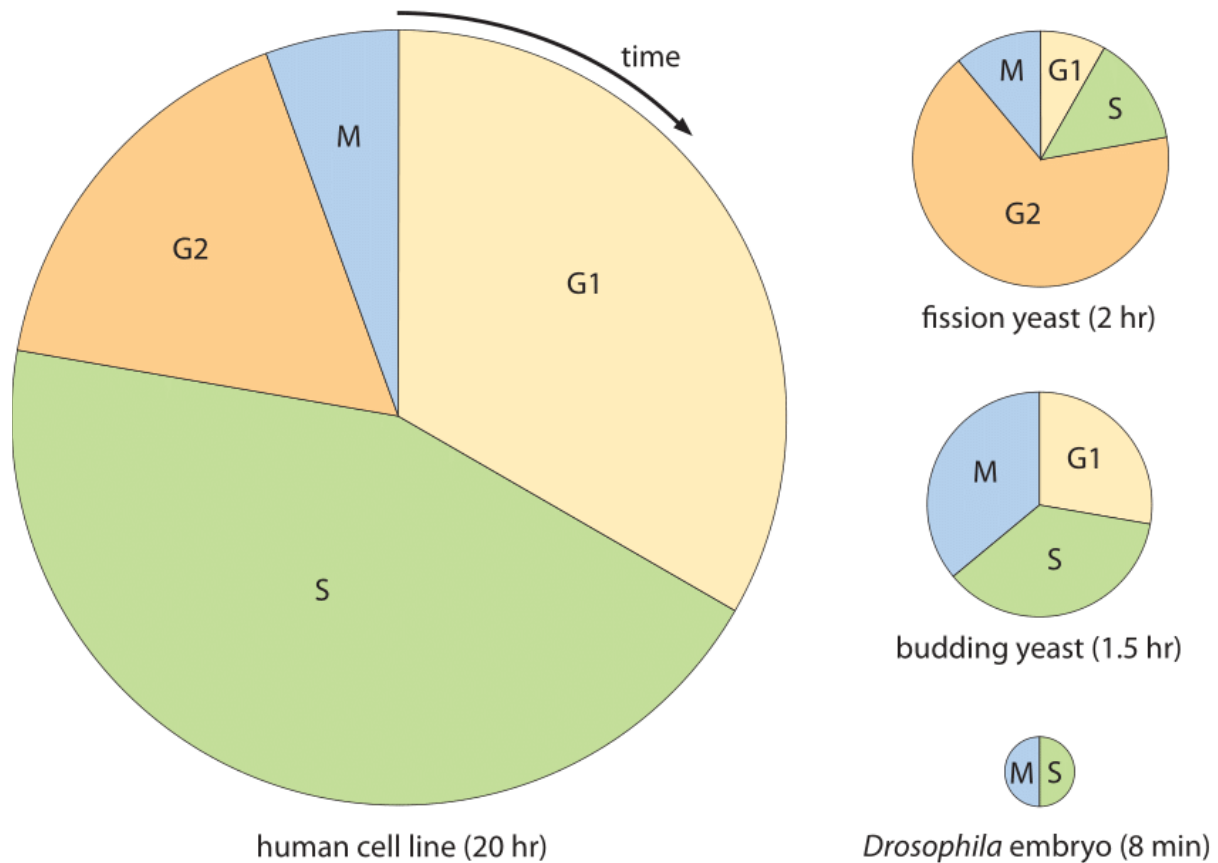 time
M
G2
G1
S
human cell line (20 hr)
M
G1
S
G2
fission yeast (2 hr)
M
G1
S
budding yeast (1.5 hr)
M
S
Drosophila embryo (8 min)